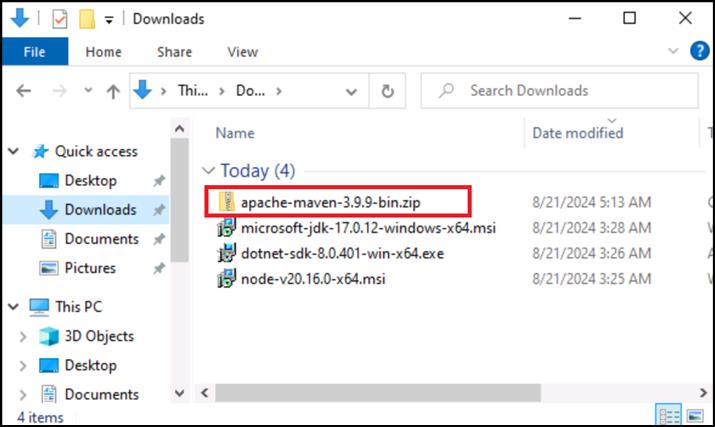 Downloads
File Home Share View
Thi... Do... Search Downloads
Name Date modified
Quick access
Today (4)
Desktop
apache-maven-3.9.9-bin.zip 8/21/2024 5:13 AM
Downloads
microsoft-jdk-17.0.12-windows-x64.msi 8/21/2024 3:28 AM
Documents
dotnet-sdk-8.0.401-win-x64.exe 8/21/2024 3:26 AM
Pictures
node-v20.16.0-x64.msi 8/21/2024 3:25 AM
This PC
3D Objects
Desktop
Documents
4 items